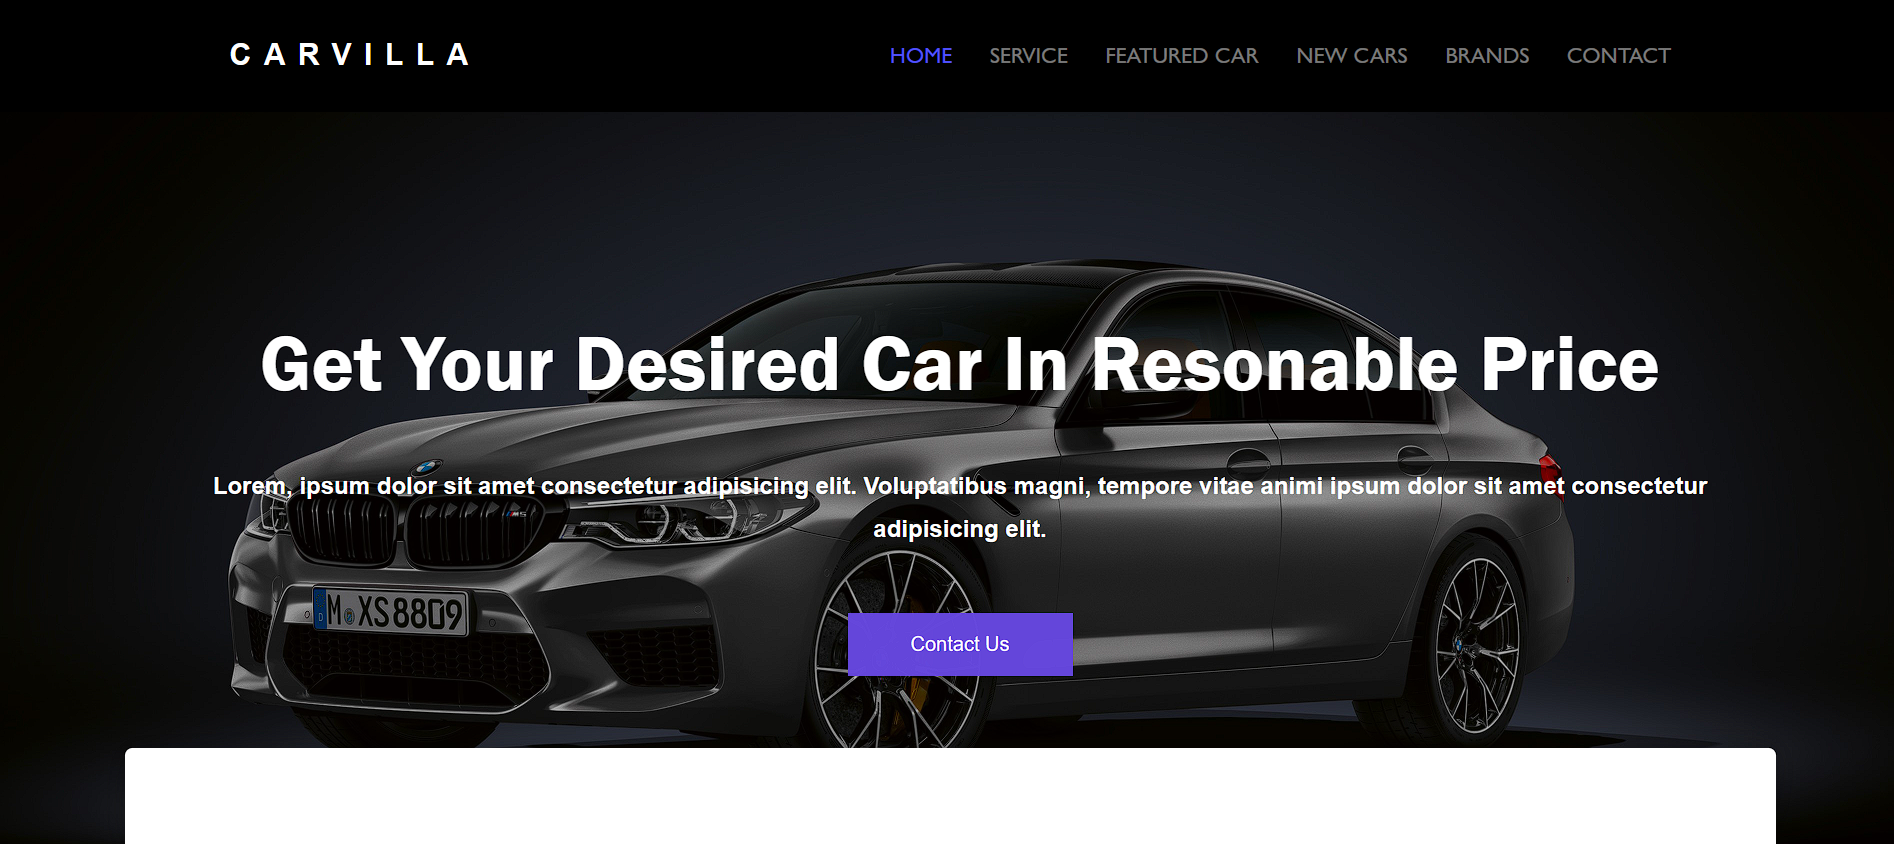 CARVILLA
HOME SERVICE FEATURED CAR NEW CARS BRANDS CONTACT
Get Your Desired Car In Resonable Price
Lorem, ipsum dolor sit amet consectetur adipisicing elit. Voluptatibus magni, tempore vitae animi ipsum dolor sit amet consectetur
adipisicing elit.
M5
M XS 8809
D
Contact Us